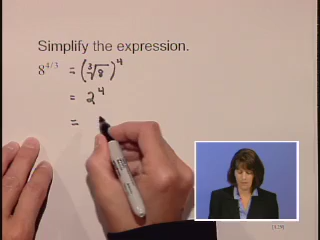 Simplify the expression.
8^{4/3} = (∛8)^4
= 2^4
=